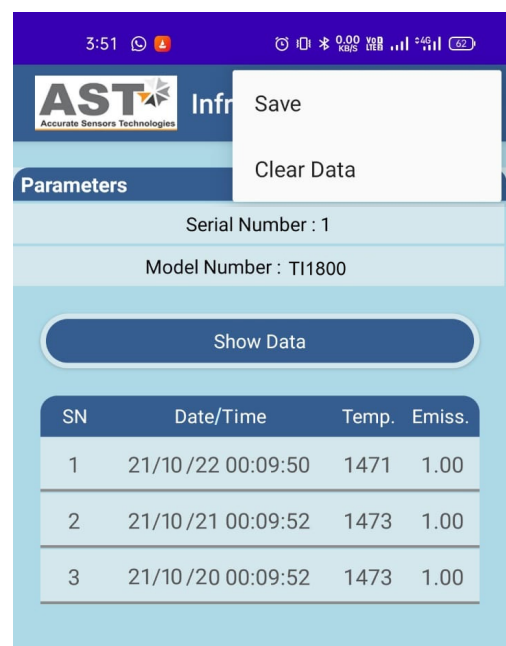 3:51 0.00 KB/S Vo LTE 4G 62
AST
Accurate Sensors Technologies
Infr
Save
Clear Data
Parameters
Serial Number : 1
Model Number : TI1800
Show Data
SN Date/Time Temp. Emiss.
1 21/10/22 00:09:50 1471 1.00
2 21/10/21 00:09:52 1473 1.00
3 21/10/20 00:09:52 1473 1.00